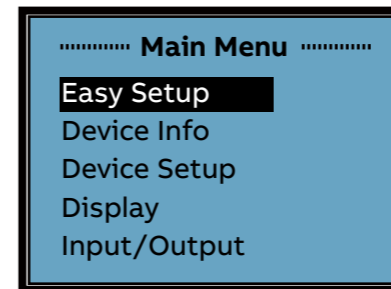 Main Menu
Easy Setup
Device Info
Device Setup
Display
Input/Output